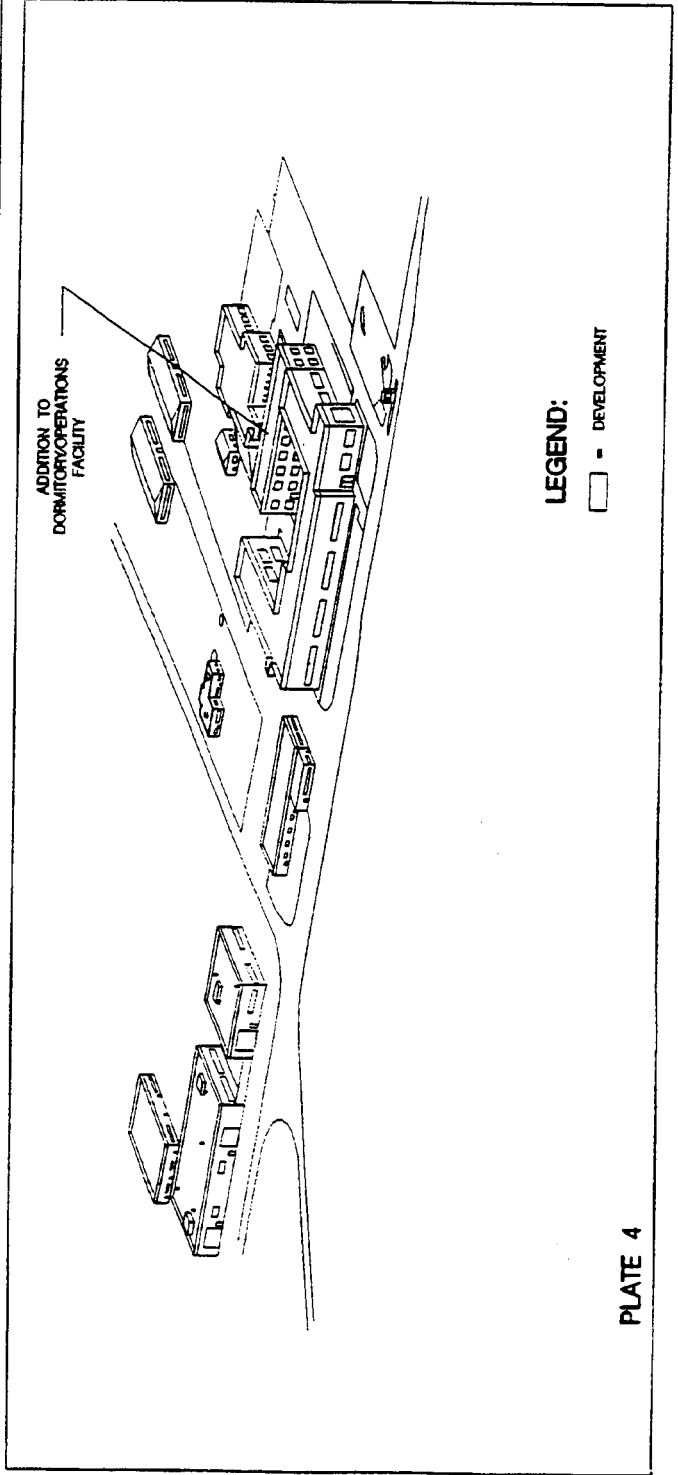 ADDITION TO
DORMITORY/OPERATIONS
FACILITY
LEGEND:
= DEVELOPMENT
PLATE 4